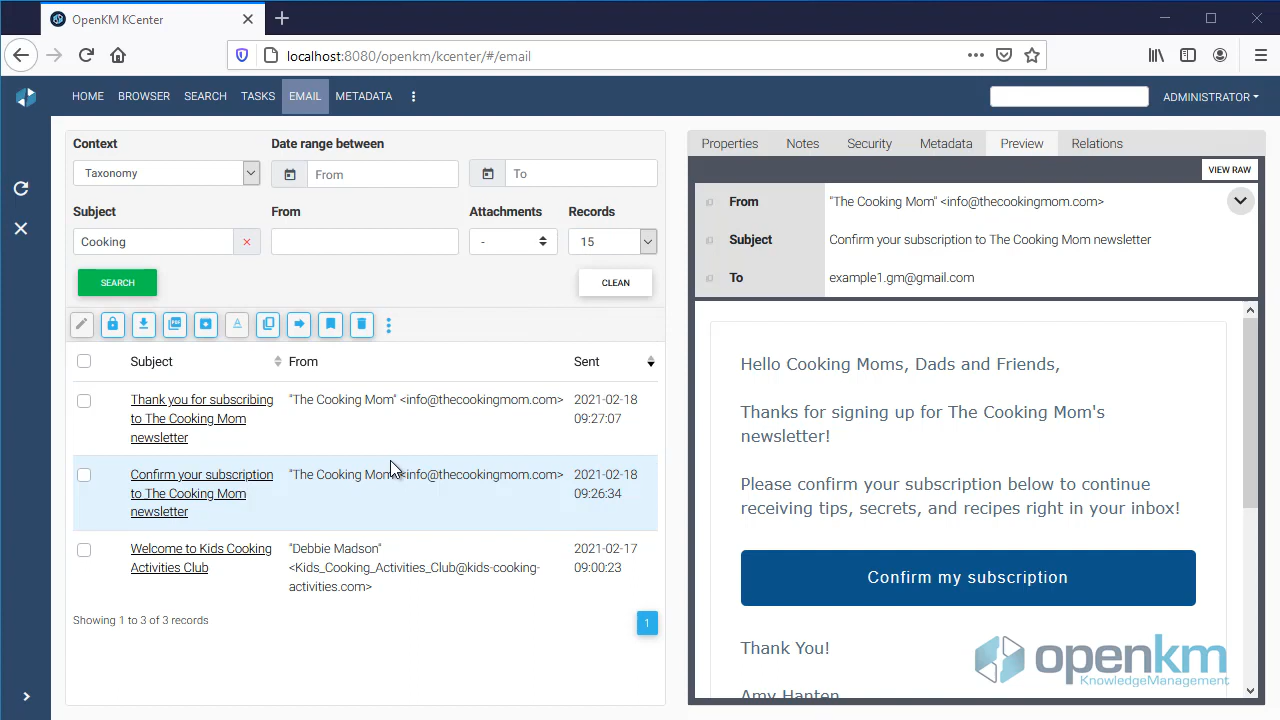 OpenKM KCenter
localhost:8080/openkm/kcenter/#/email
HOME BROWSER SEARCH TASKS EMAIL METADATA
ADMINISTRATOR
Context
Date range between
Taxonomy
From
To
Subject
From
Attachments
Records
Cooking
-
15
SEARCH
CLEAN
Subject
From
Sent
Thank you for subscribing
to The Cooking Mom
newsletter
"The Cooking Mom" <info@thecookingmom.com>
2021-02-18
09:27:07
Confirm your subscription
to The Cooking Mom
newsletter
"The Cooking Mom" <info@thecookingmom.com>
2021-02-18
09:26:34
Welcome to Kids Cooking
Activities Club
"Debbie Madson"
<Kids_Cooking_Activities_Club@kids-cooking-
activities.com>
2021-02-17
09:00:23
Showing 1 to 3 of 3 records
1
Properties Notes Security Metadata Preview Relations
VIEW RAW
From "The Cooking Mom" <info@thecookingmom.com>
Subject Confirm your subscription to The Cooking Mom newsletter
To example1.gm@gmail.com
Hello Cooking Moms, Dads and Friends,
Thanks for signing up for The Cooking Mom's
newsletter!
Please confirm your subscription below to continue
receiving tips, secrets, and recipes right in your inbox!
Confirm my subscription
Thank You!
Amy Hanten
openkm
KnowledgeManagement